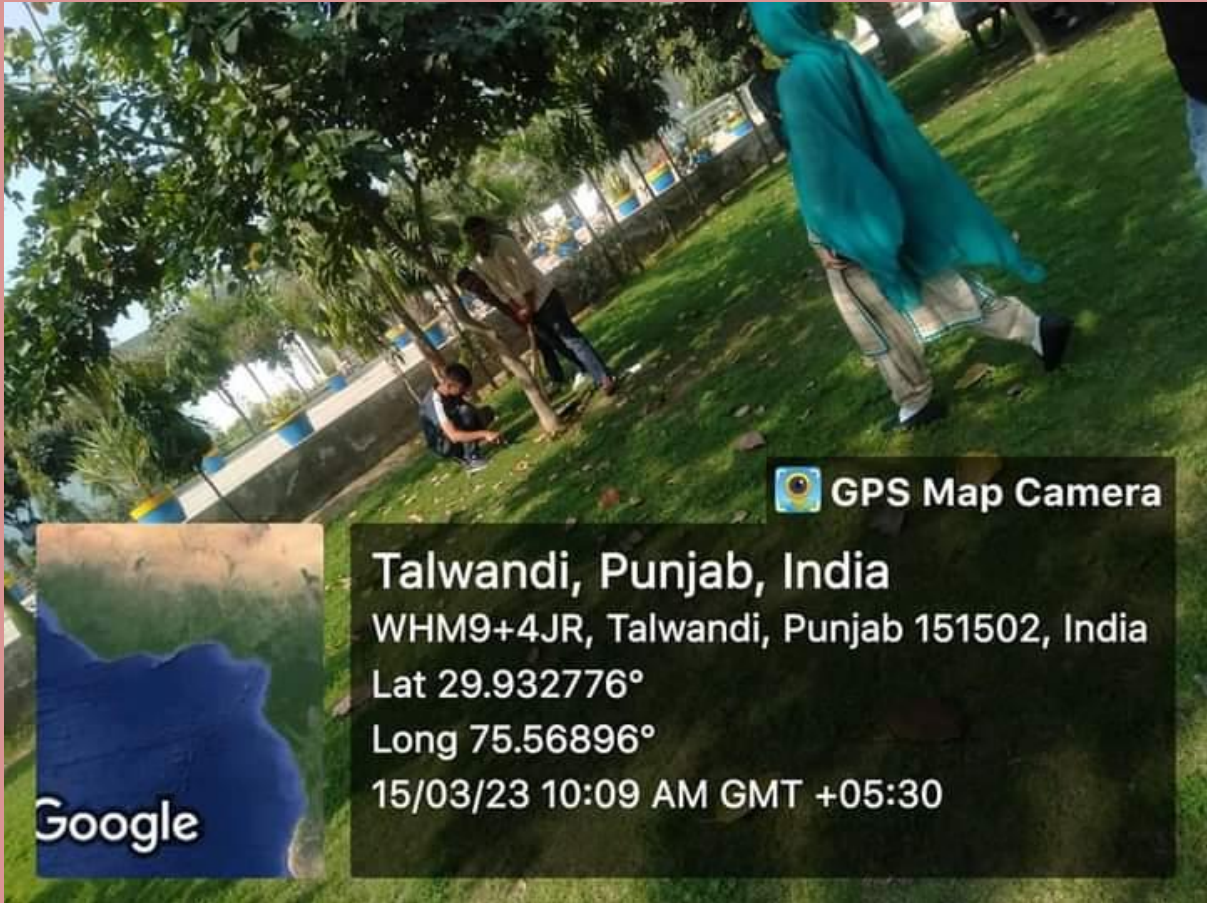 GPS Map Camera
Talwandi, Punjab, India
WHM9+4JR, Talwandi, Punjab 151502, India
Lat 29.932776°
Long 75.56896°
15/03/23 10:09 AM GMT +05:30
Google